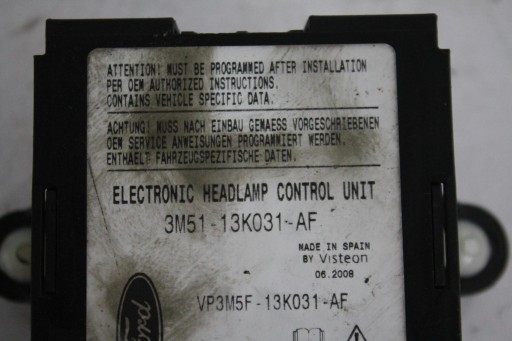 ATTENTION! MUST BE PROGRAMMED AFTER INSTALLATION
PER OEM AUTHORIZED INSTRUCTIONS.
CONTAINS VEHICLE SPECIFIC DATA.
ACHTUNG! MUSS NACH EINBAU GEMAESS VORGESCHRIEBENEN
OEM SERVICE ANWEISUNGEN PROGRAMMIERT WERDEN.
ENTHAELT FAHRZEUGSPEZIFISCHE DATEN.
ELECTRONIC HEADLAMP CONTROL UNIT
3M51-13K031-AF
MADE IN SPAIN
BY Visteon
06.2008
VP3M5F-13K031-AF
Ford